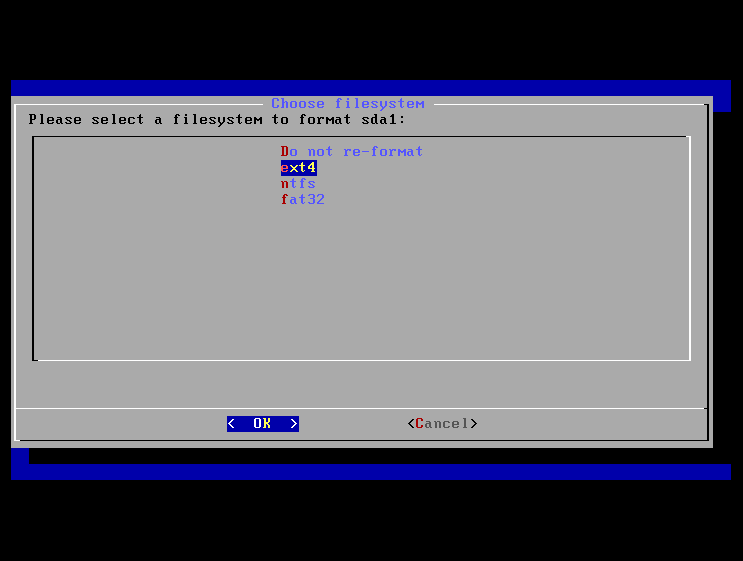 Choose filesystem
Please select a filesystem to format sda1:
Do not re-format
ext4
ntfs
fat32
< OK > <Cancel>